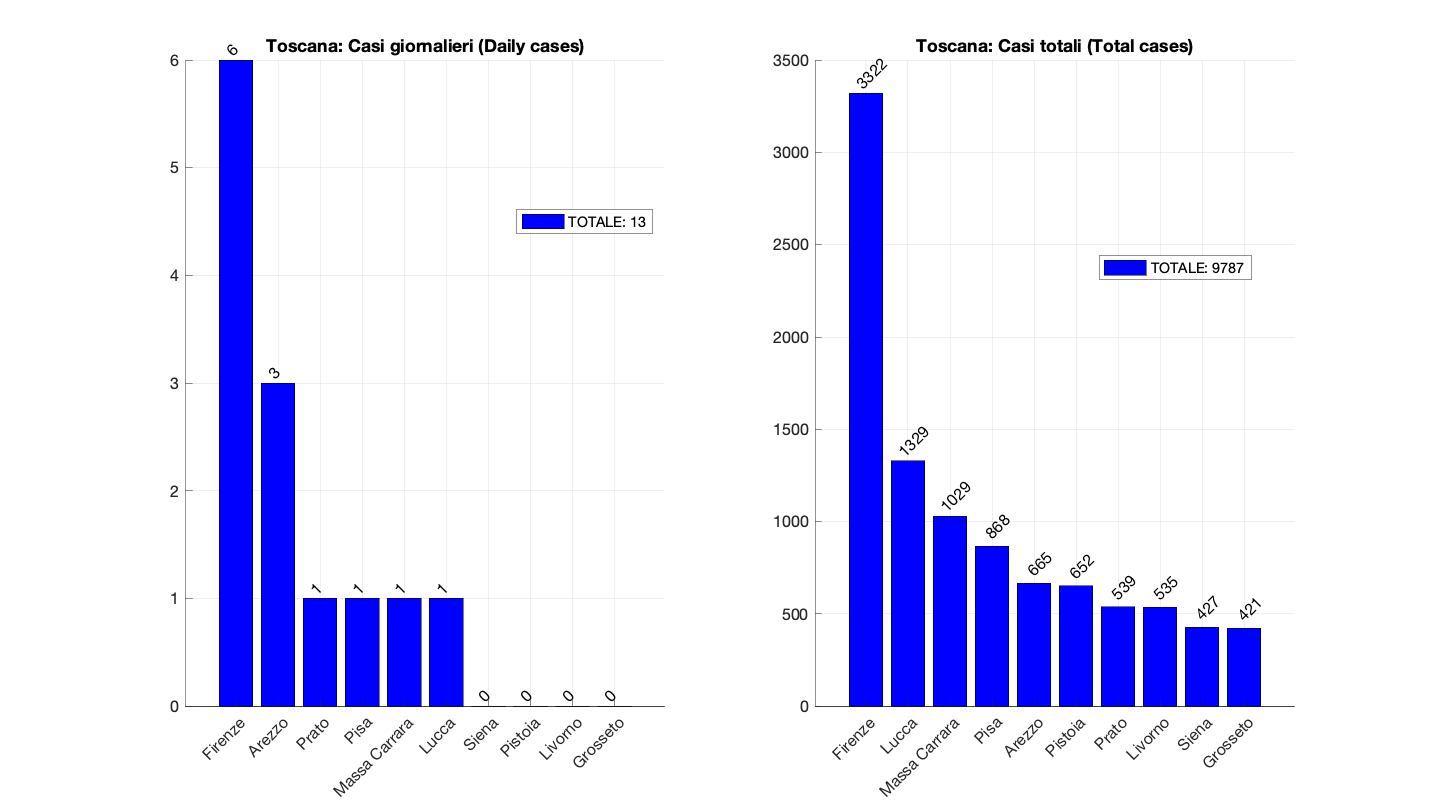 Toscana: Casi giornalieri (Daily cases)
6
5
4
3
2
1
0
6
3
1
1
1
1
0
0
0
0
TOTALE: 13
Firenze
Arezzo
Prato
Pisa
Massa Carrara
Lucca
Siena
Pistoia
Livorno
Grosseto
Toscana: Casi totali (Total cases)
3500
3000
2500
2000
1500
1000
500
0
3322
1329
1029
868
665
652
539
535
427
421
TOTALE: 9787
Firenze
Lucca
Massa Carrara
Pisa
Arezzo
Pistoia
Prato
Livorno
Siena
Grosseto